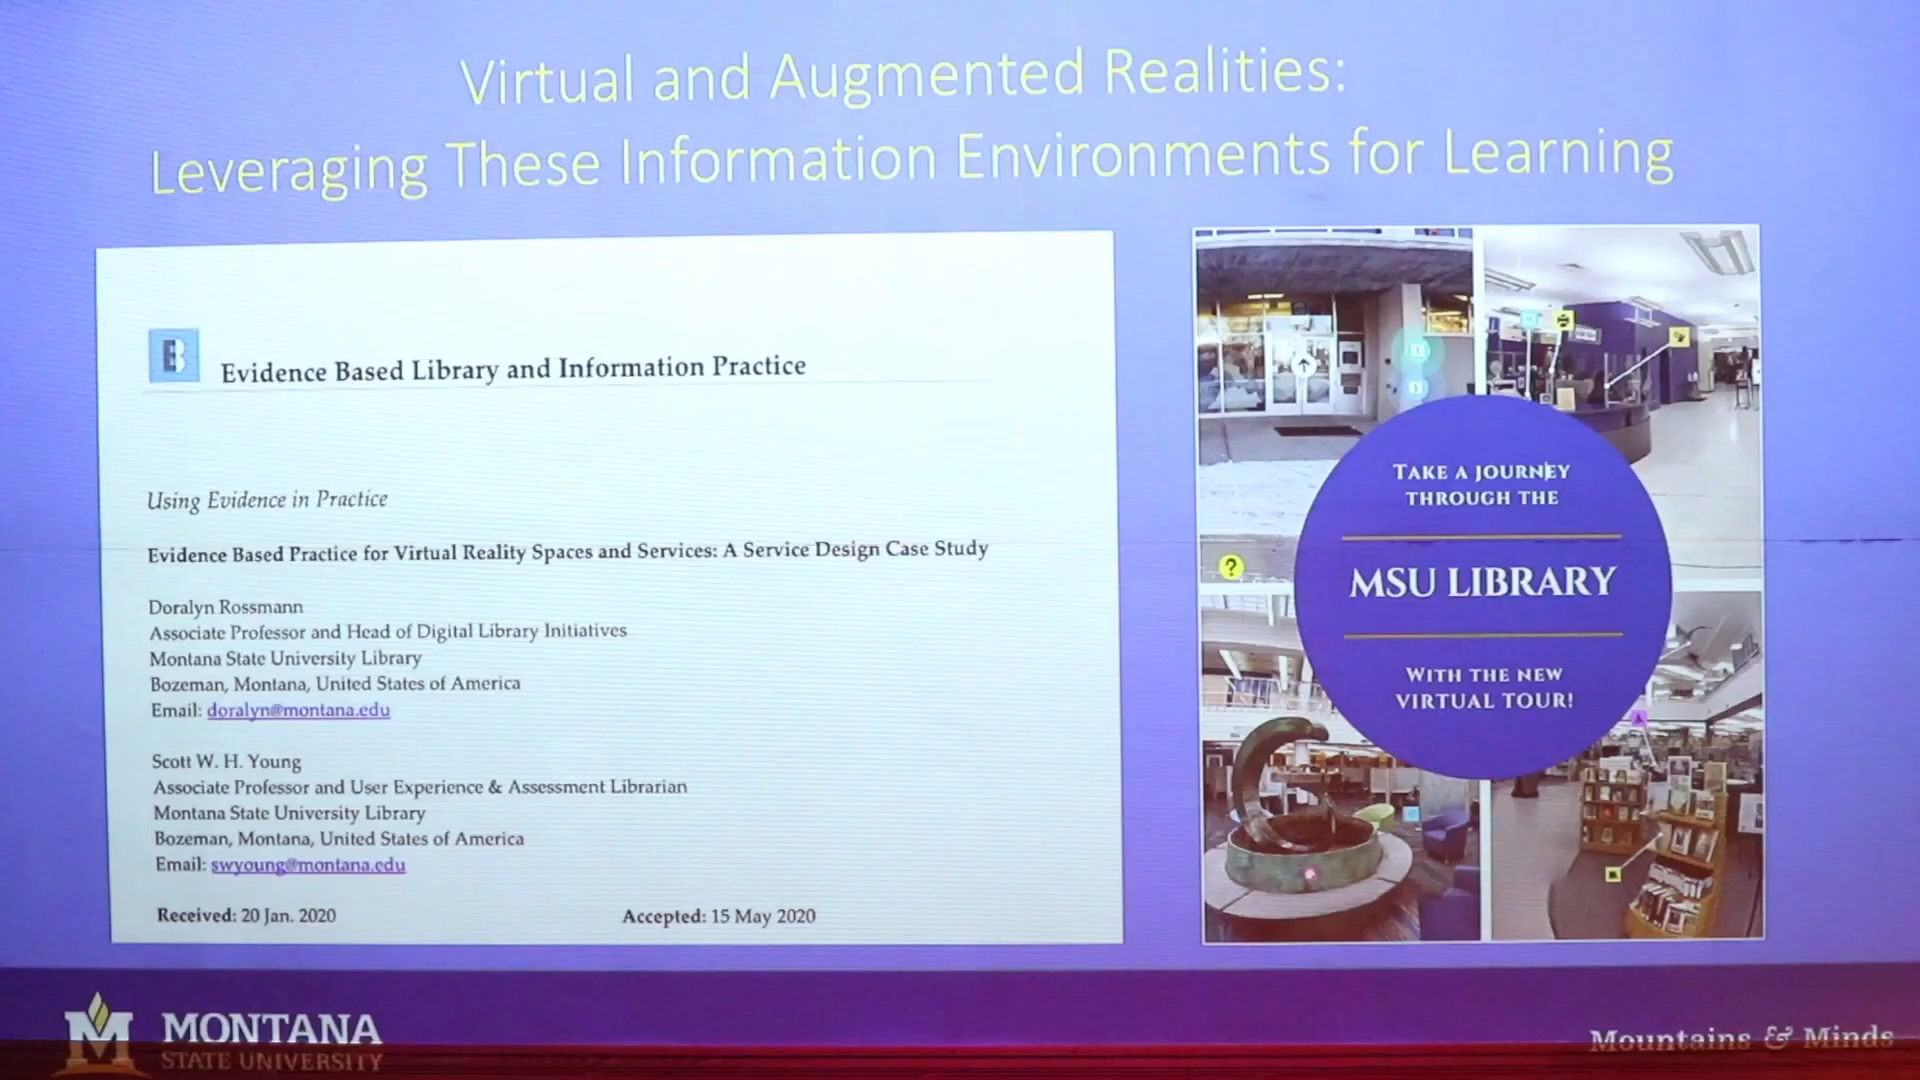 Virtual and Augmented Realities:
Leveraging These Information Environments for Learning
B
Evidence Based Library and Information Practice
Using Evidence in Practice
Evidence Based Practice for Virtual Reality Spaces and Services: A Service Design Case Study
Doralyn Rossmann
Associate Professor and Head of Digital Library Initiatives
Montana State University Library
Bozeman, Montana, United States of America
Email: doralyn@montana.edu
Scott W. H. Young
Associate Professor and User Experience & Assessment Librarian
Montana State University Library
Bozeman, Montana, United States of America
Email: swyoung@montana.edu
Received: 20 Jan. 2020 Accepted: 15 May 2020
?
TAKE A JOURNEY
THROUGH THE
MSU LIBRARY
WITH THE NEW
VIRTUAL TOUR!
M
MONTANA
STATE UNIVERSITY
Mountains & Minds